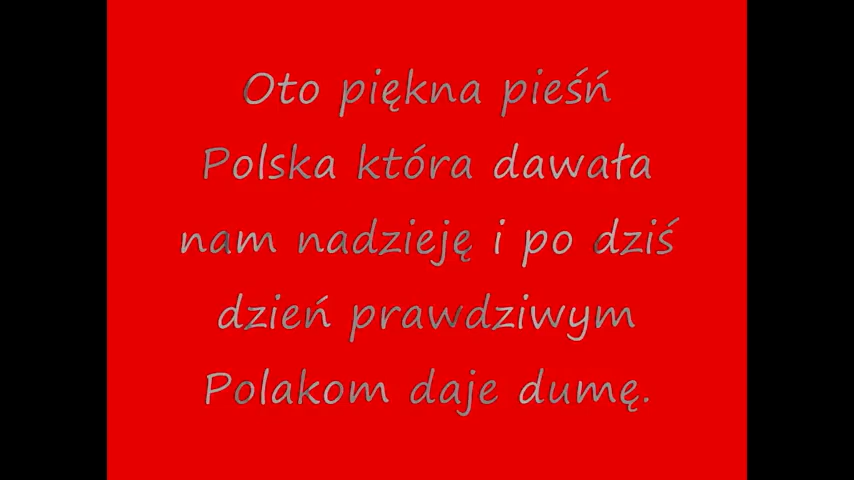 Oto piękna pieśń
Polska która dawała
nam nadzieję i po dziś
dzień prawdziwym
Polakom daje dumę.